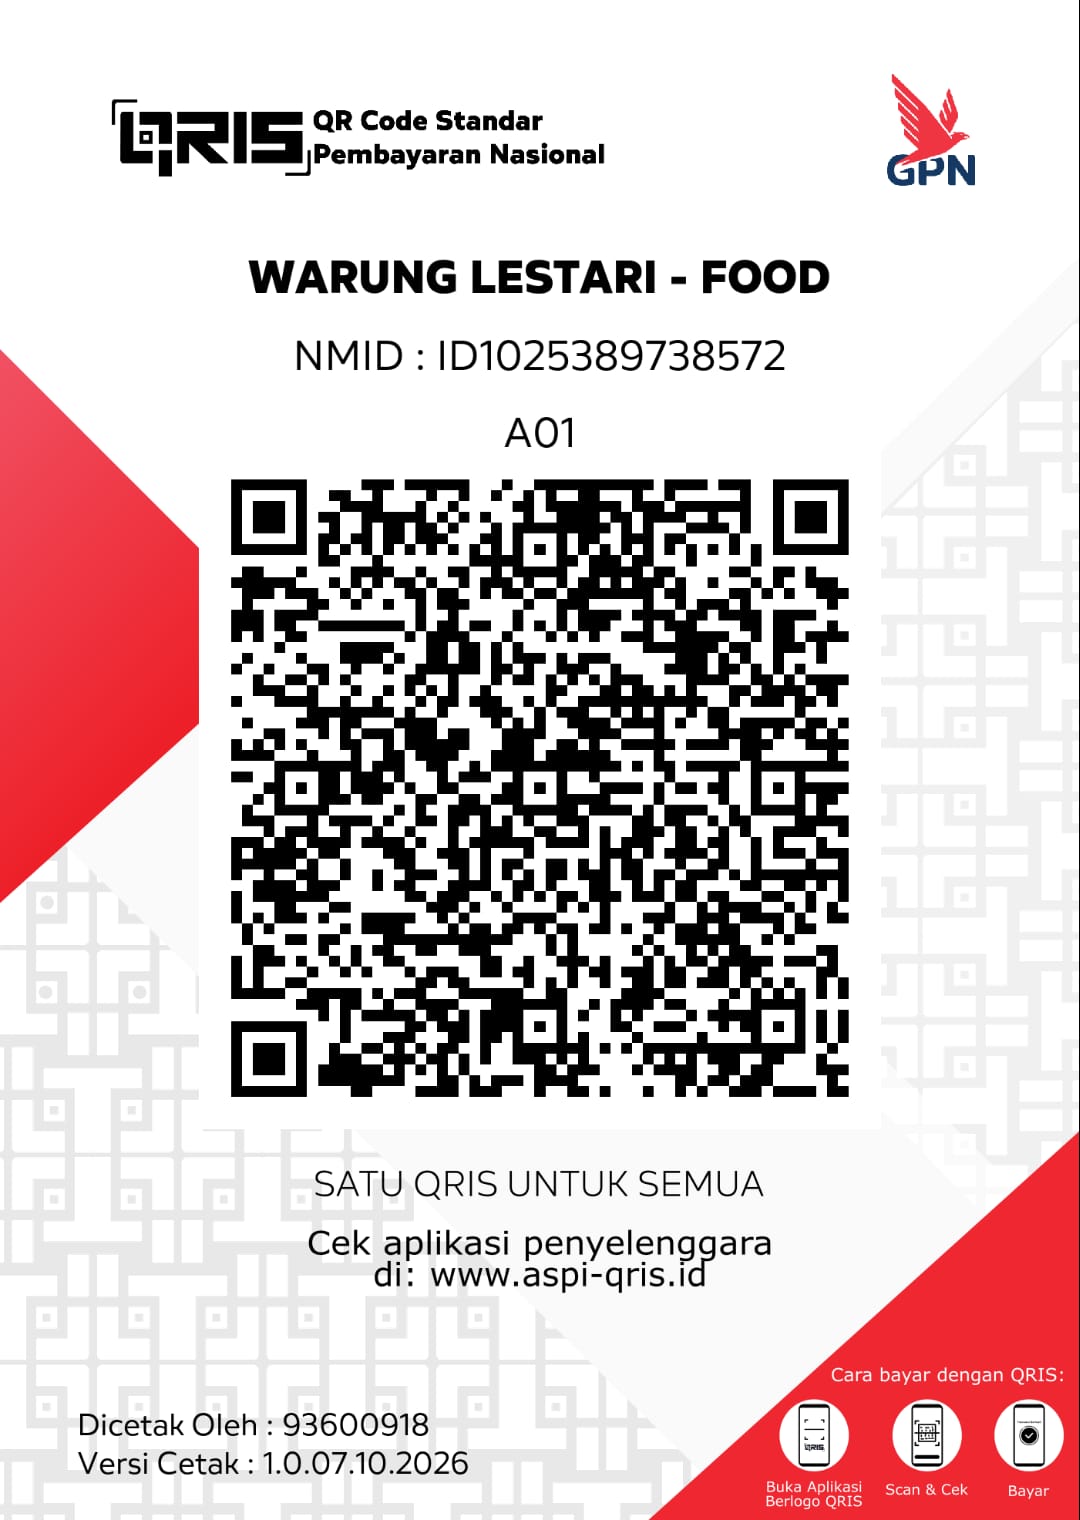 QRIS QR Code Standar
Pembayaran Nasional
GPN
WARUNG LESTARI - FOOD
NMID : ID1025389738572
A01
SATU QRIS UNTUK SEMUA
Cek aplikasi penyelenggara
di: www.aspi-qris.id
Cara bayar dengan QRIS:
QRIS
Buka Aplikasi
Berlogo QRIS
Scan & Cek
Bayar
Dicetak Oleh : 93600918
Versi Cetak : 1.0.07.10.2026